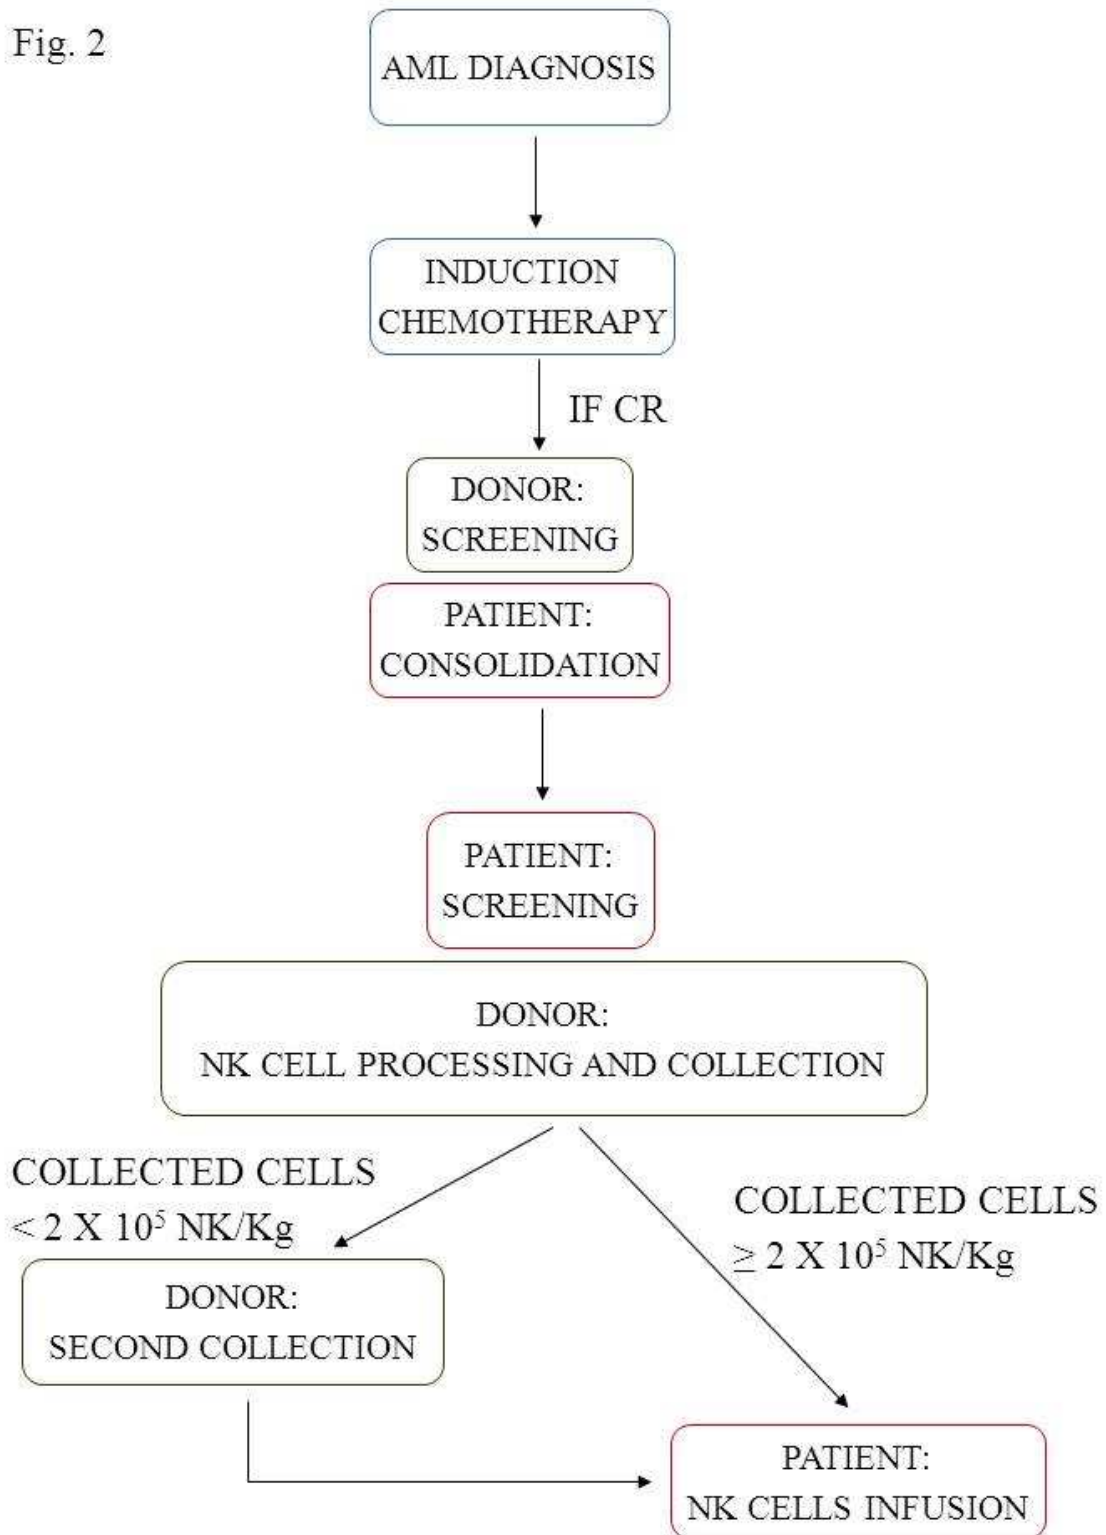 Fig. 2
AML DIAGNOSIS
INDUCTION
CHEMOTHERAPY
IF CR
DONOR:
SCREENING
PATIENT:
CONSOLIDATION
PATIENT:
SCREENING
DONOR:
NK CELL PROCESSING AND COLLECTION
COLLECTED CELLS
< 2 X 10⁵ NK/Kg
COLLECTED CELLS
≥ 2 X 10⁵ NK/Kg
DONOR:
SECOND COLLECTION
PATIENT:
NK CELLS INFUSION